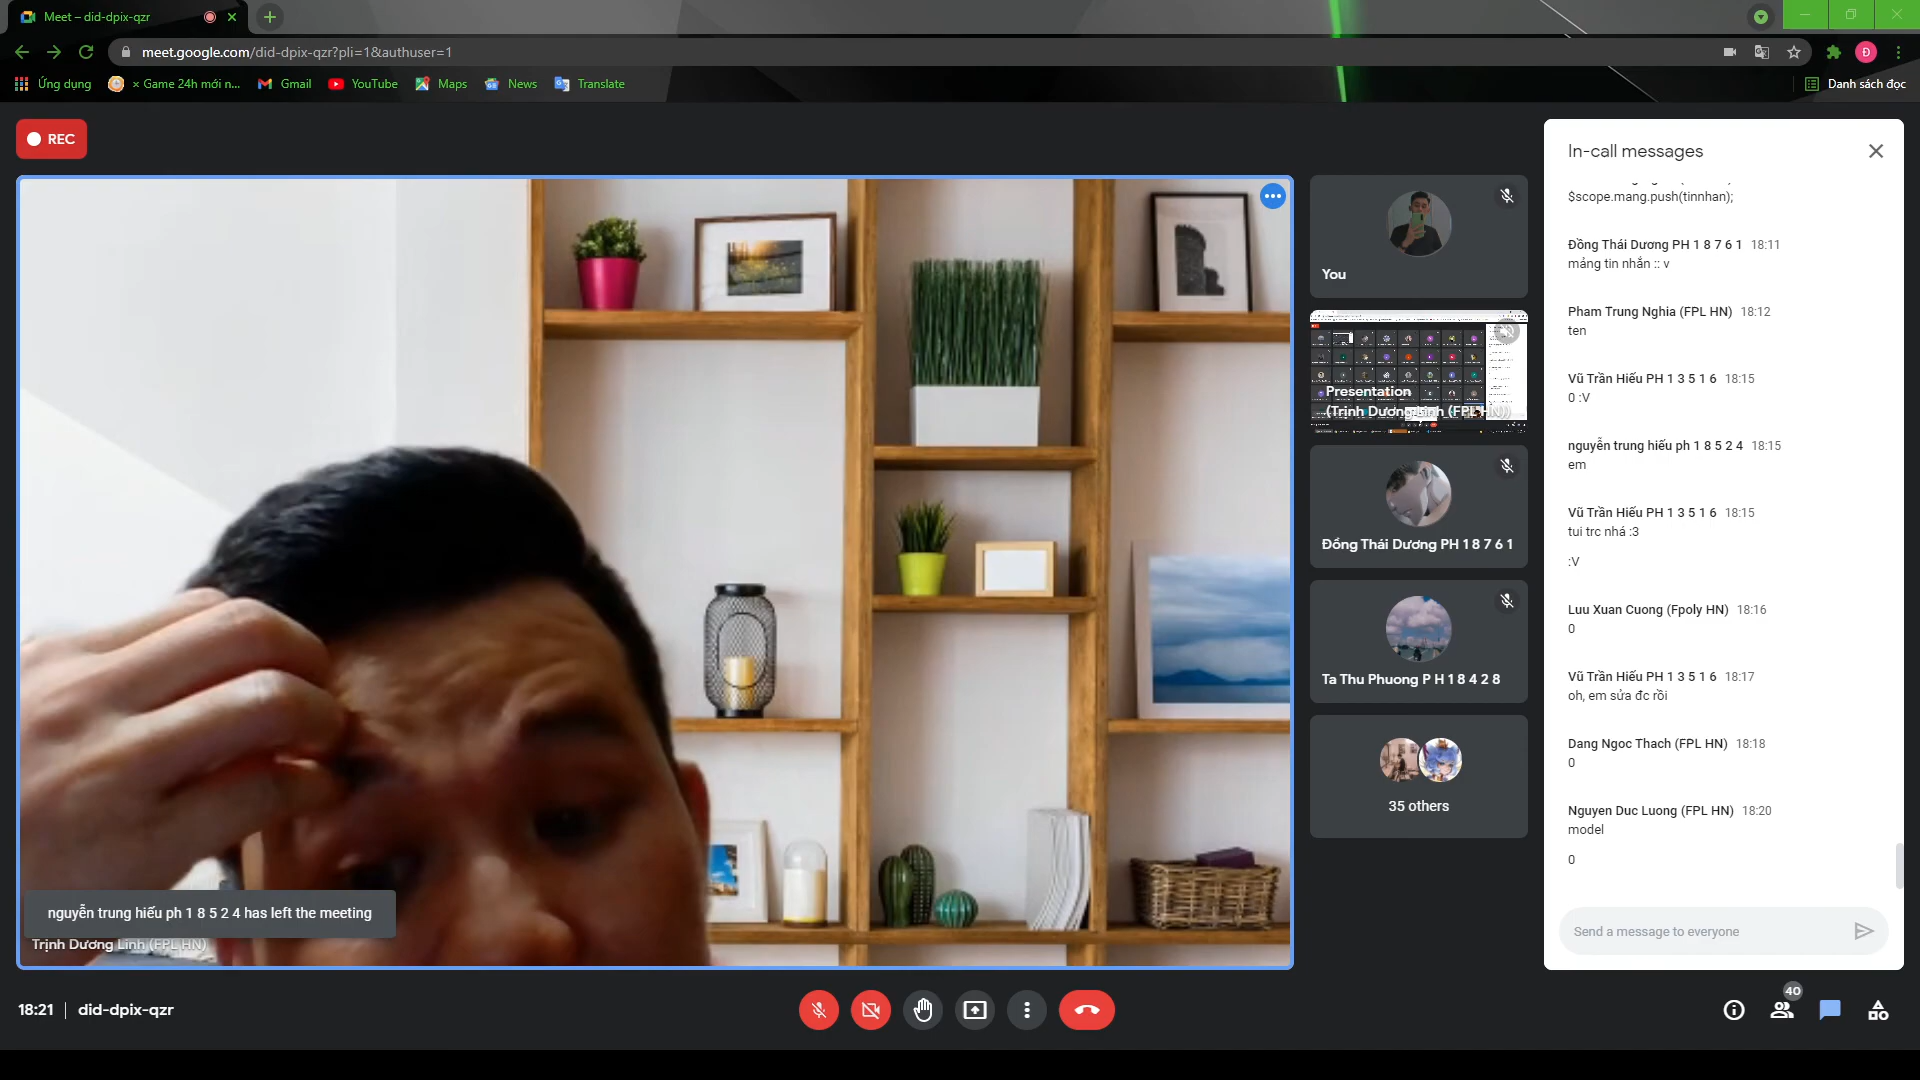 Meet – did-dpix-qzr
meet.google.com/did-dpix-qzr?pli=1&authuser=1
Đ
Ứng dụng
× Game 24h mới n...
Gmail
YouTube
Maps
News
Translate
Danh sách đọc
REC
In-call messages
$scope.mang.push(tinnhan);
Đồng Thái Dương PH 1 8 7 6 1 18:11
mảng tin nhắn :: v
Pham Trung Nghia (FPL HN) 18:12
ten
Vũ Trần Hiếu PH 1 3 5 1 6 18:15
0 :V
nguyễn trung hiếu ph 1 8 5 2 4 18:15
em
Vũ Trần Hiếu PH 1 3 5 1 6 18:15
tui trc nhá :3
:V
Luu Xuan Cuong (Fpoly HN) 18:16
0
Vũ Trần Hiếu PH 1 3 5 1 6 18:17
oh, em sửa đc rồi
Dang Ngoc Thach (FPL HN) 18:18
0
Nguyen Duc Luong (FPL HN) 18:20
model
0
Send a message to everyone
You
Presentation
(Trịnh Dương Linh (FPL HN))
Đồng Thái Dương PH 1 8 7 6 1
Ta Thu Phuong P H 1 8 4 2 8
35 others
nguyễn trung hiếu ph 1 8 5 2 4 has left the meeting
Trịnh Dương Linh (FPL HN)
18:21 | did-dpix-qzr
40